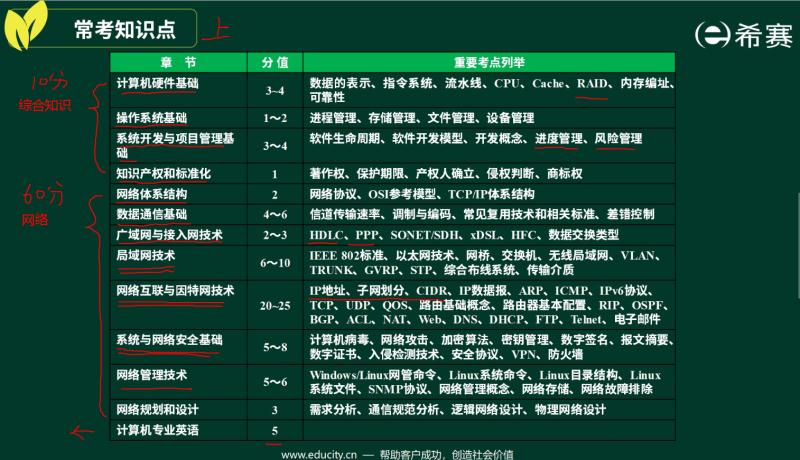 常考知识点
上
希赛
章 节 分 值 重要考点列举
10分
综合知识
计算机硬件基础 3~4 数据的表示、指令系统、流水线、CPU、Cache、RAID、内存编址、
可靠性
操作系统基础 1～2 进程管理、存储管理、文件管理、设备管理
系统开发与项目管理基
础 3～4 软件生命周期、软件开发模型、开发概念、进度管理、风险管理
知识产权和标准化 1 著作权、保护期限、产权人确立、侵权判断、商标权
60分
网络
网络体系结构 2 网络协议、OSI参考模型、TCP/IP体系结构
数据通信基础 4～6 信道传输速率、调制与编码、常见复用技术和相关标准、差错控制
广域网与接入网技术 2～3 HDLC、PPP、SONET/SDH、xDSL、HFC、数据交换类型
局域网技术 6～10 IEEE 802标准、以太网技术、网桥、交换机、无线局域网、VLAN、
TRUNK、GVRP、STP、综合布线系统、传输介质
网络互联与因特网技术 20~25 IP地址、子网划分、CIDR、IP数据报、ARP、ICMP、IPv6协议、
TCP、UDP、QOS、路由基础概念、路由器基本配置、RIP、OSPF、
BGP、ACL、NAT、Web、DNS、DHCP、FTP、Telnet、电子邮件
系统与网络安全基础 5～8 计算机病毒、网络攻击、加密算法、密钥管理、数字签名、报文摘要、
数字证书、入侵检测技术、安全协议、VPN、防火墙
网络管理技术 5～6 Windows/Linux网管命令、Linux系统命令、Linux目录结构、Linux
系统文件、SNMP协议、网络管理概念、网络存储、网络故障排除
网络规划和设计 3 需求分析、通信规范分析、逻辑网络设计、物理网络设计
计算机专业英语 5
www.educity.cn — 帮助客户成功，创造社会价值